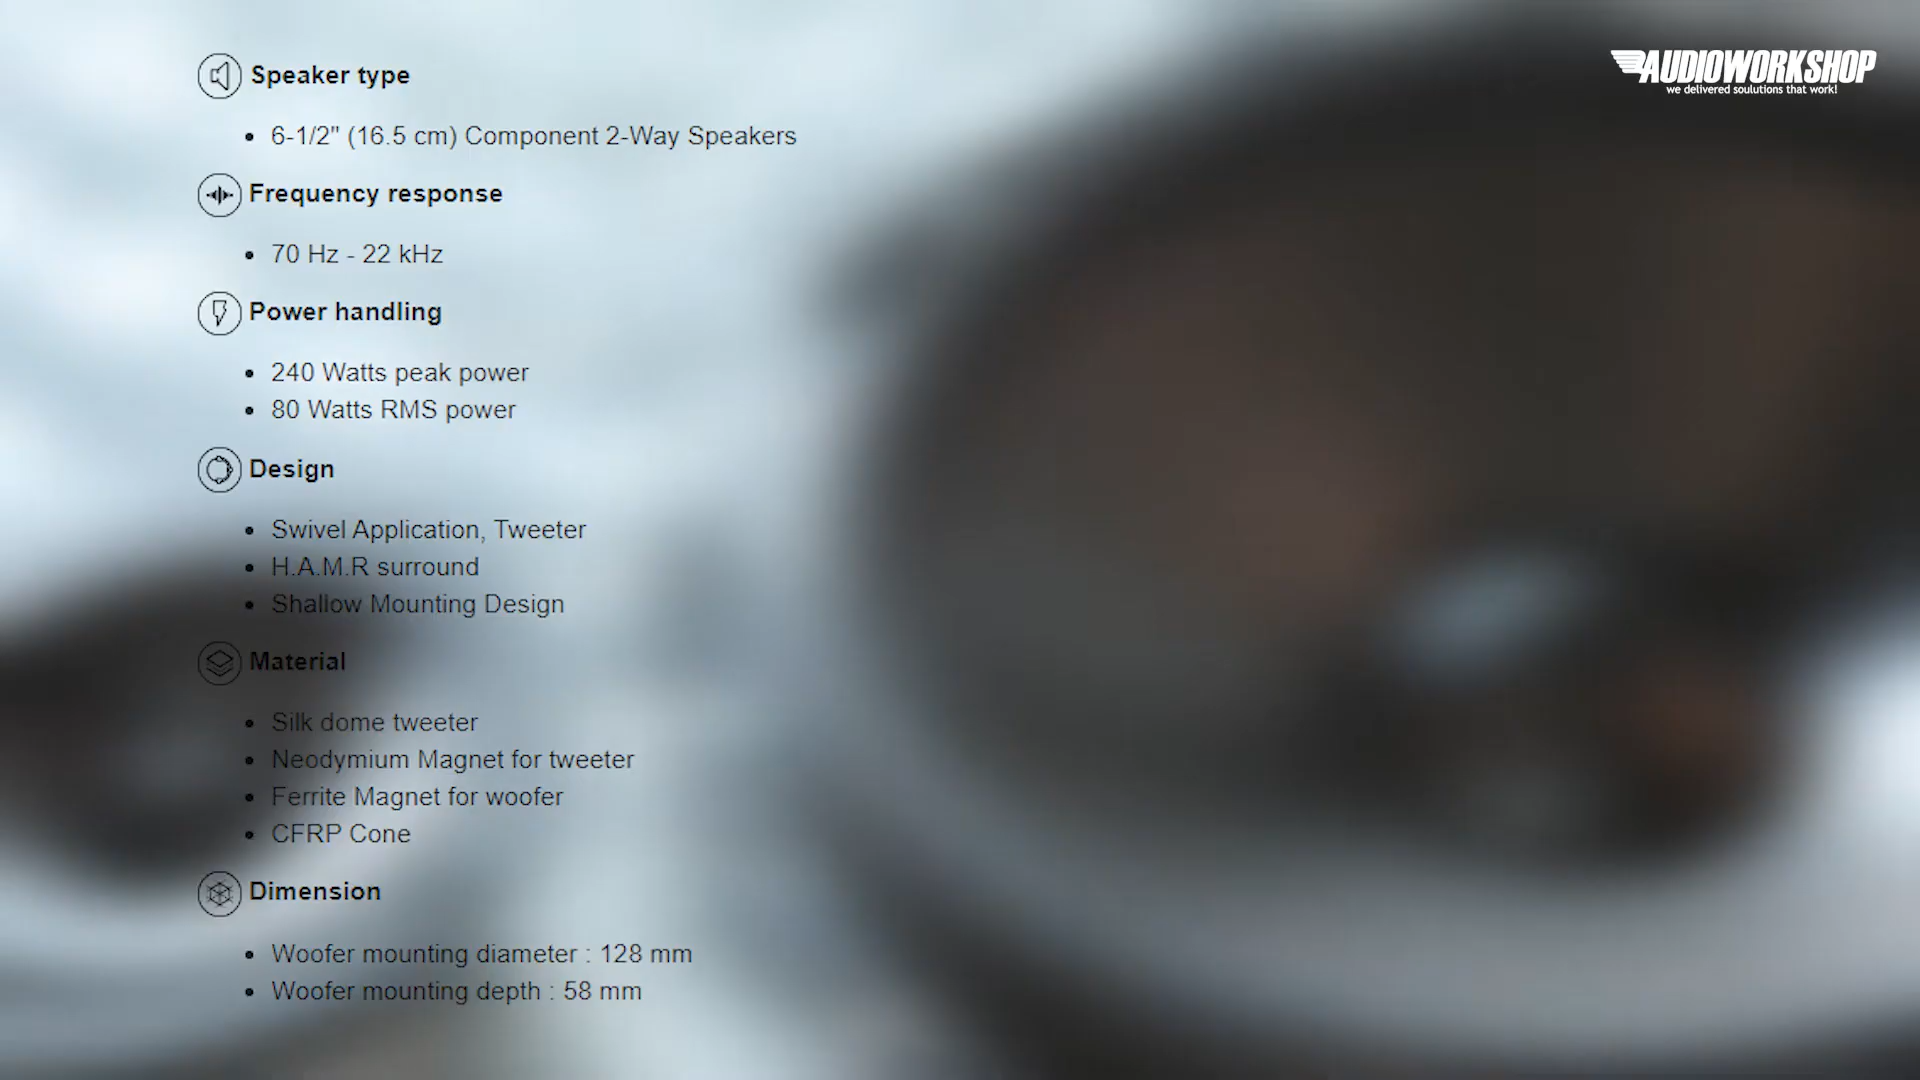 Speaker type
6-1/2" (16.5 cm) Component 2-Way Speakers
Frequency response
70 Hz - 22 kHz
Power handling
240 Watts peak power
80 Watts RMS power
Design
Swivel Application, Tweeter
H.A.M.R surround
Shallow Mounting Design
Material
Silk dome tweeter
Neodymium Magnet for tweeter
Ferrite Magnet for woofer
CFRP Cone
Dimension
Woofer mounting diameter : 128 mm
Woofer mounting depth : 58 mm
AUDIOWORKSHOP
we delivered soulutions that work!